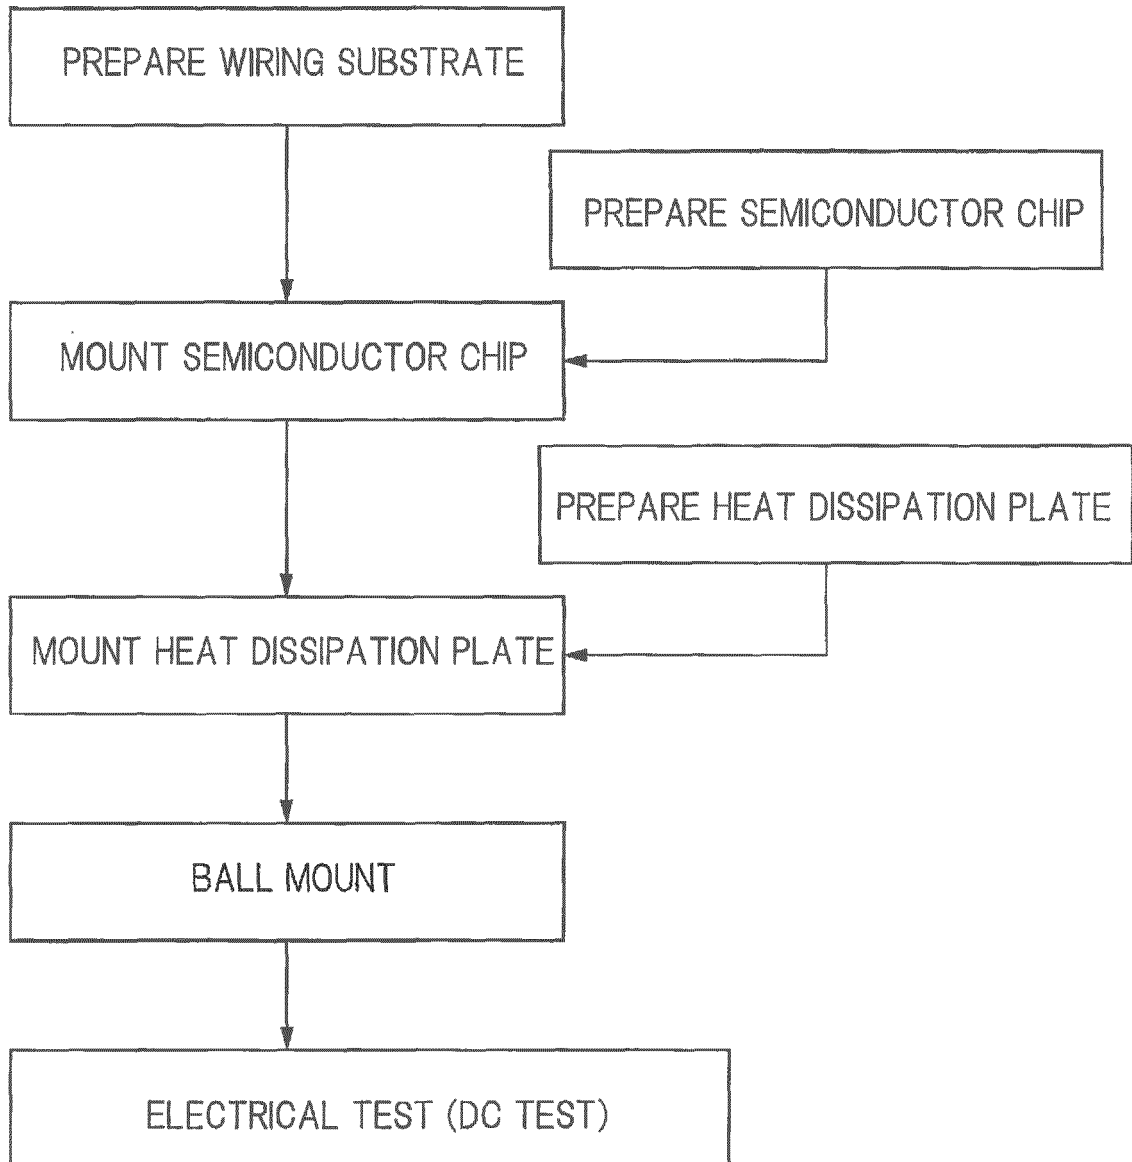 PREPARE WIRING SUBSTRATE
PREPARE SEMICONDUCTOR CHIP
MOUNT SEMICONDUCTOR CHIP
PREPARE HEAT DISSIPATION PLATE
MOUNT HEAT DISSIPATION PLATE
BALL MOUNT
ELECTRICAL TEST (DC TEST)